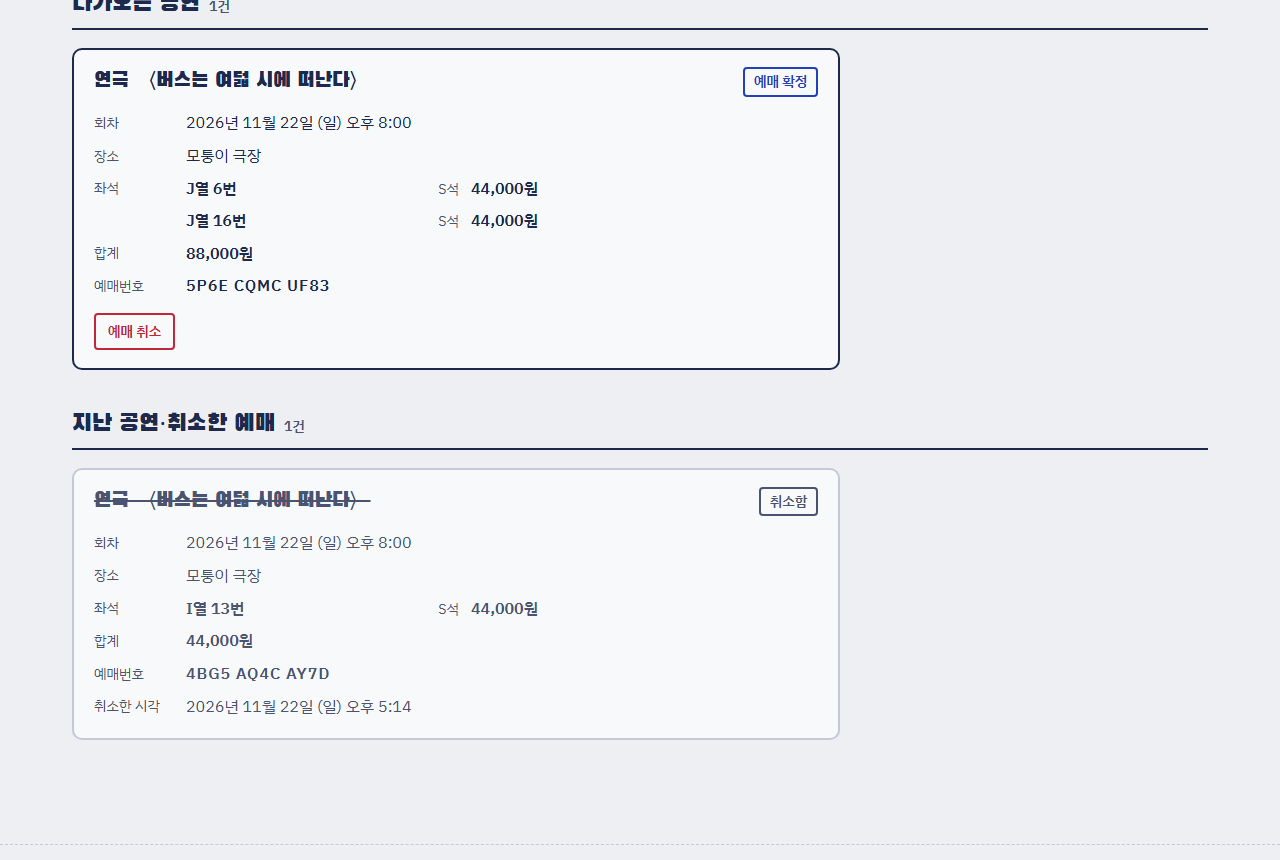 다가오는 공연 1건
연극 〈버스는 여덟 시에 떠난다〉 예매 확정
회차 2026년 11월 22일 (일) 오후 8:00
장소 모퉁이 극장
좌석 J열 6번 S석 44,000원
J열 16번 S석 44,000원
합계 88,000원
예매번호 5P6E CQMC UF83
예매 취소
지난 공연·취소한 예매 1건
연극 〈버스는 여덟 시에 떠난다〉 취소함
회차 2026년 11월 22일 (일) 오후 8:00
장소 모퉁이 극장
좌석 I열 13번 S석 44,000원
합계 44,000원
예매번호 4BG5 AQ4C AY7D
취소한 시각 2026년 11월 22일 (일) 오후 5:14